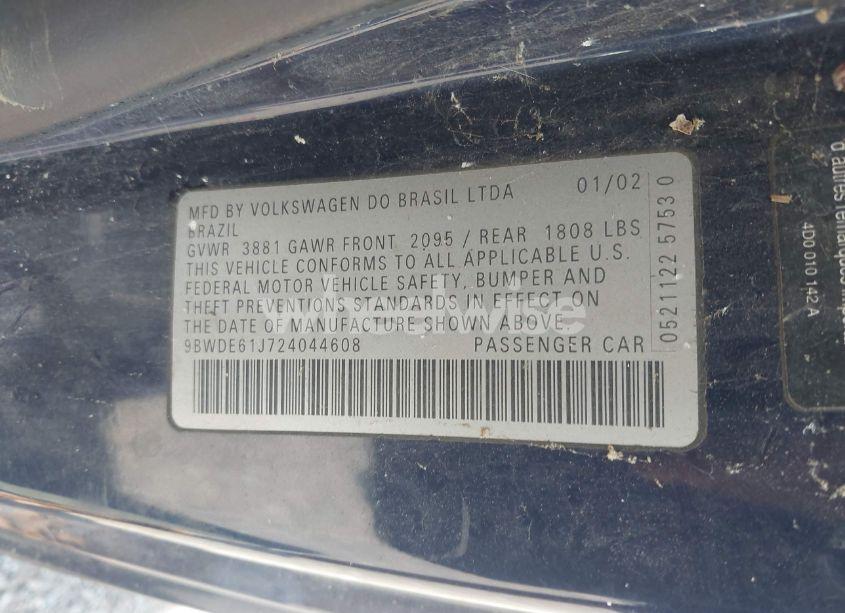 MFD BY VOLKSWAGEN DO BRASIL LTDA 01/02
BRAZIL
GVWR 3881 GAWR FRONT 2095 / REAR 1808 LBS
THIS VEHICLE CONFORMS TO ALL APPLICABLE U.S.
FEDERAL MOTOR VEHICLE SAFETY, BUMPER AND
THEFT PREVENTIONS STANDARDS IN EFFECT ON
THE DATE OF MANUFACTURE SHOWN ABOVE.
9BWDE61J724044608 PASSENGER CAR
0521122 57530
4D0 010 142 A